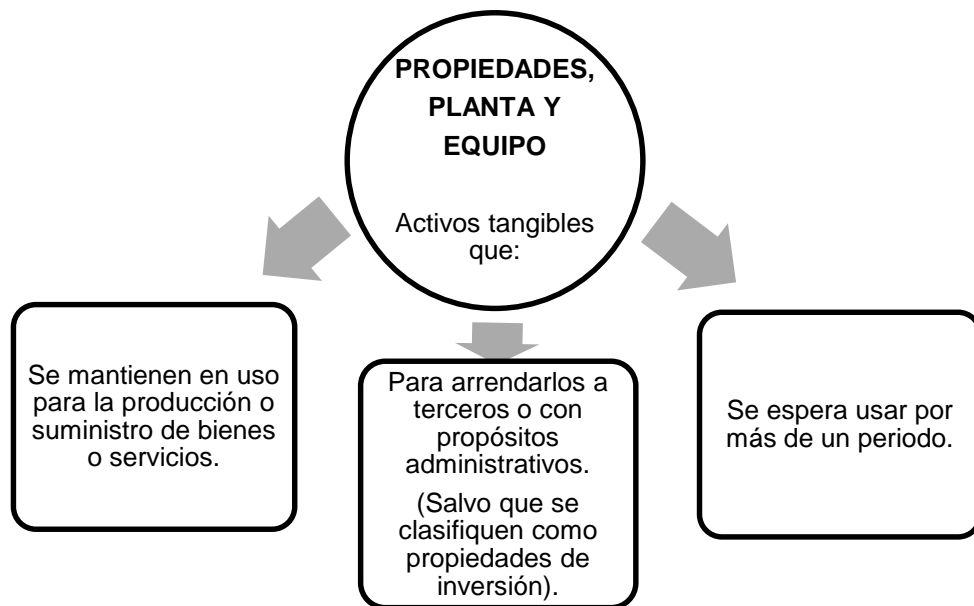 PROPIEDADES,
PLANTA Y
EQUIPO
Activos tangibles
que:
Se mantienen en uso
para la producción o
suministro de bienes
o servicios.
Para arrendarlos a
terceros o con
propósitos
administrativos.
(Salvo que se
clasifiquen como
propiedades de
inversión).
Se espera usar por
más de un periodo.